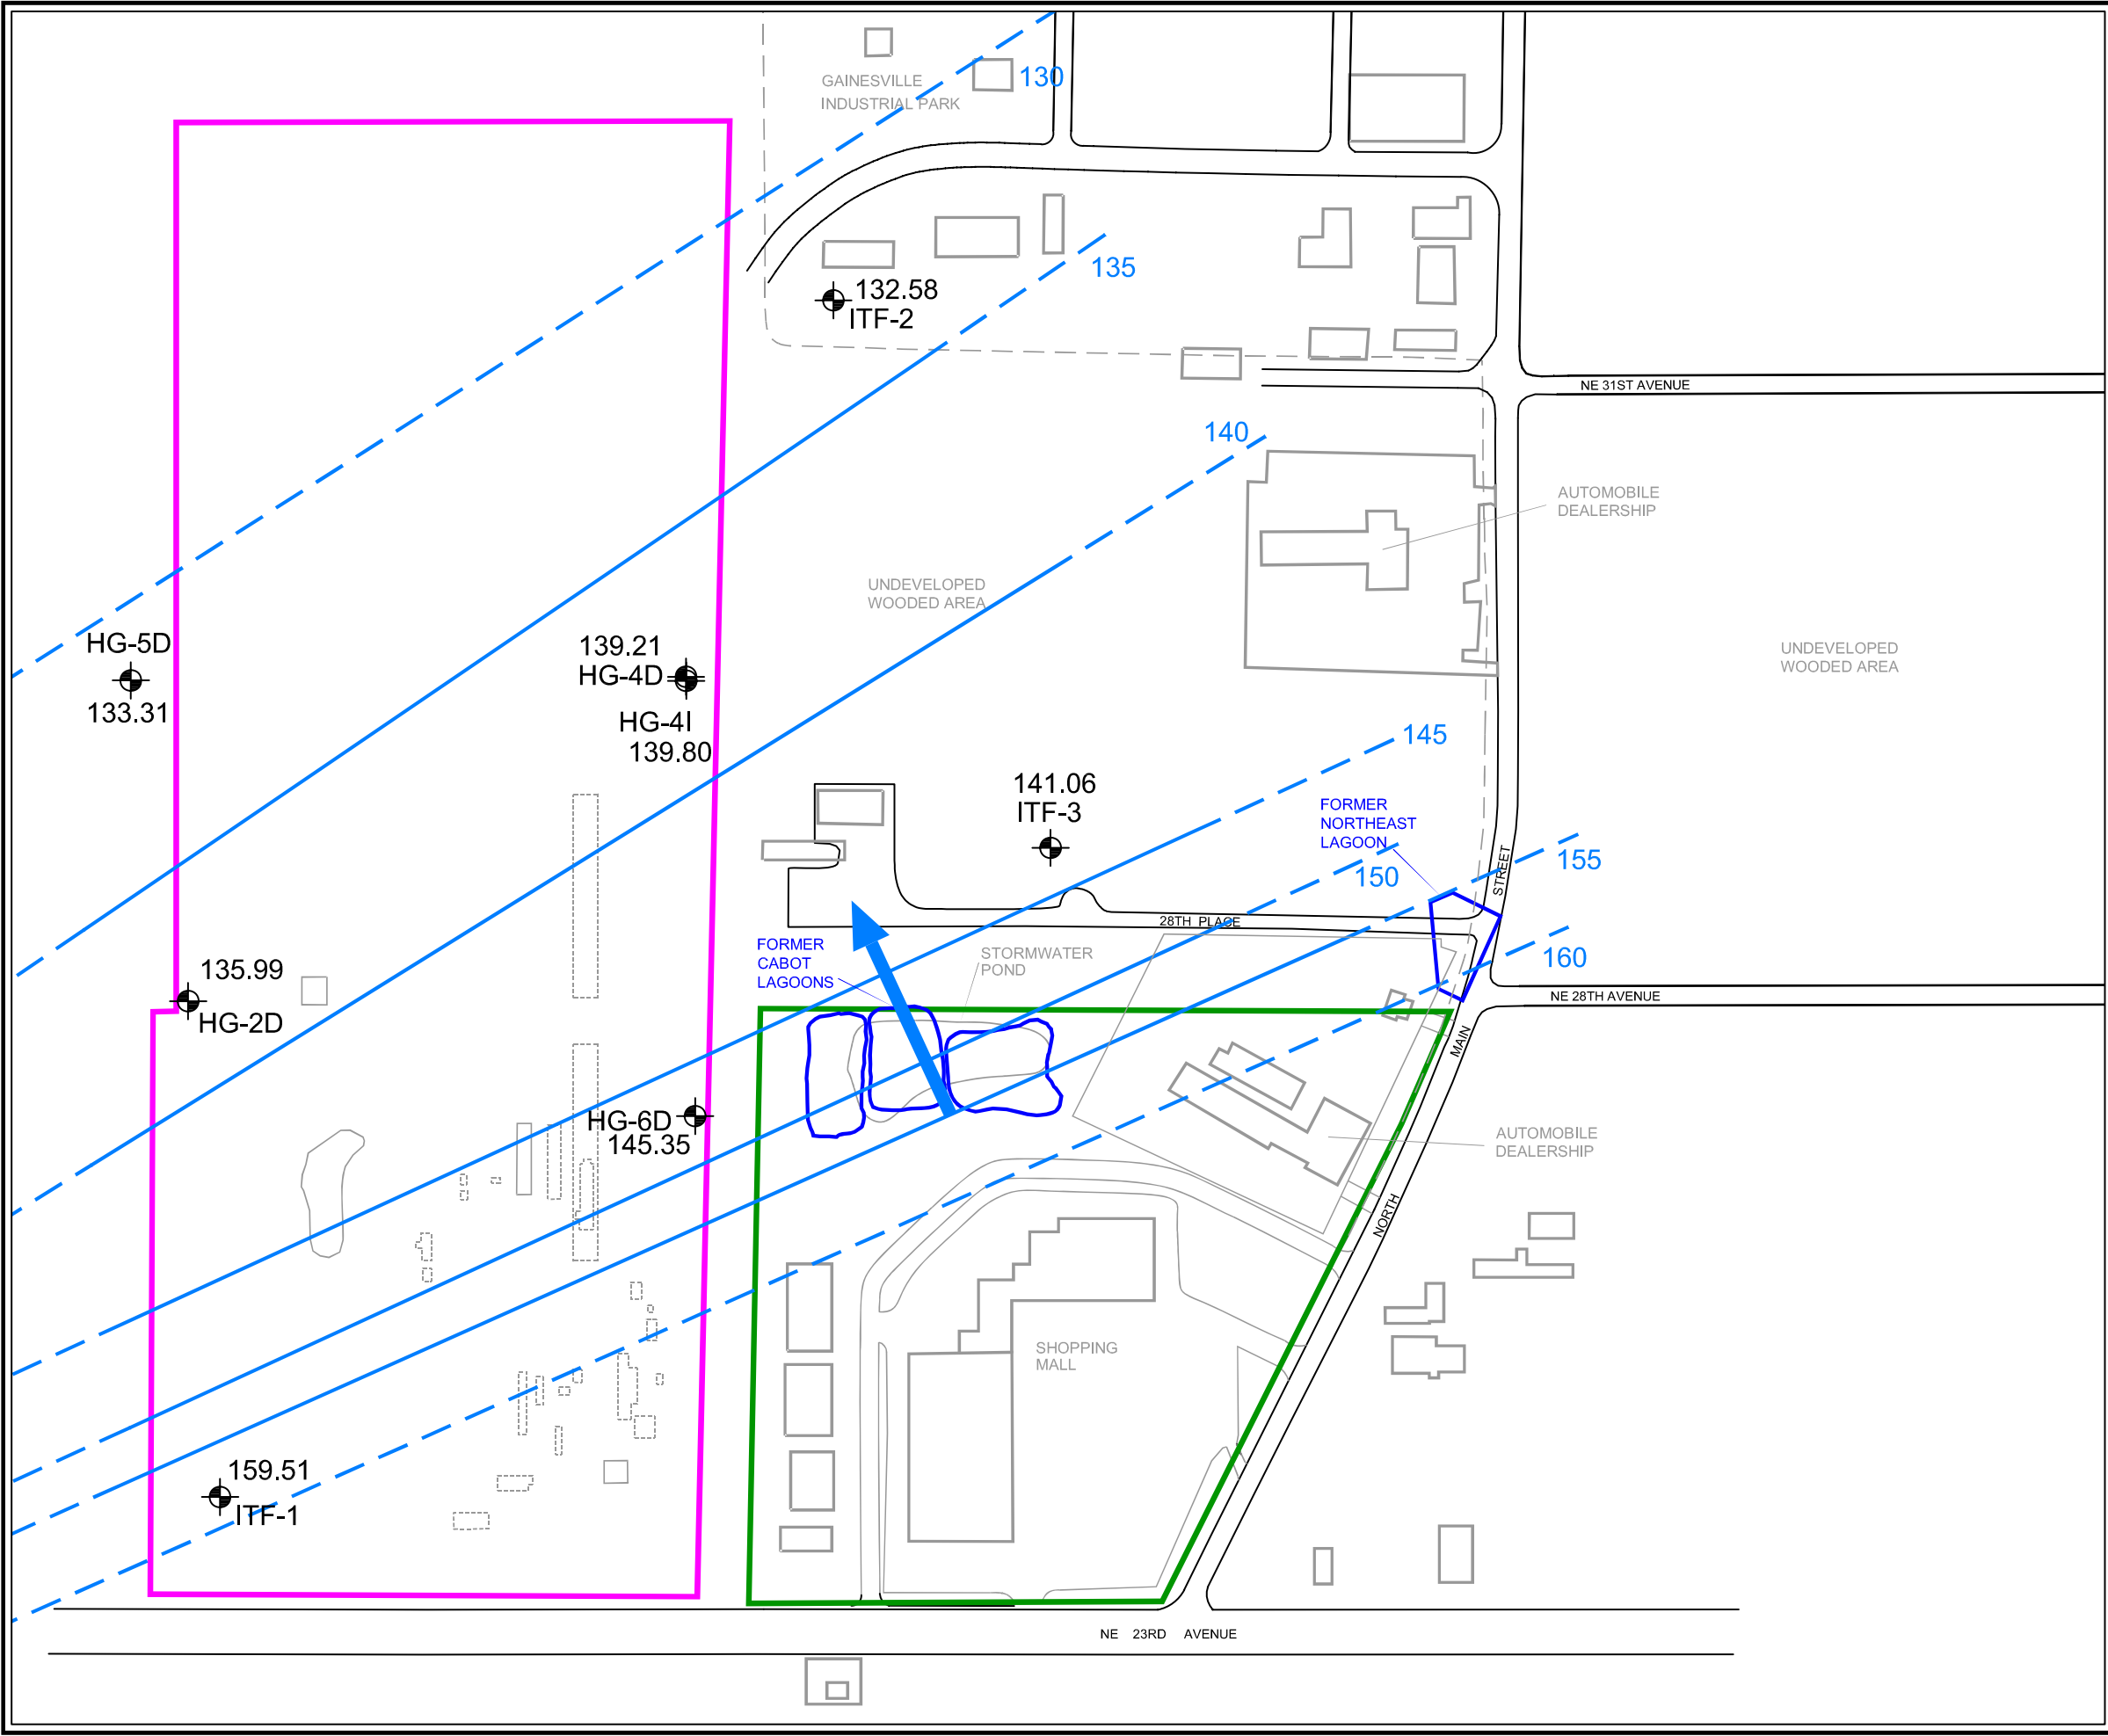 GAINESVILLE
INDUSTRIAL PARK
130
135
132.58
ITF-2
NE 31ST AVENUE
140
AUTOMOBILE
DEALERSHIP
UNDEVELOPED
WOODED AREA
HG-5D
133.31
139.21
HG-4D
HG-4I
139.80
UNDEVELOPED
WOODED AREA
145
141.06
ITF-3
FORMER
NORTHEAST
LAGOON
150
155
STREET
28TH PLACE
FORMER
CABOT
LAGOONS
STORMWATER
POND
160
135.99
HG-2D
NE 28TH AVENUE
MAIN
HG-6D
145.35
AUTOMOBILE
DEALERSHIP
NORTH
SHOPPING
MALL
159.51
ITF-1
NE 23RD AVENUE